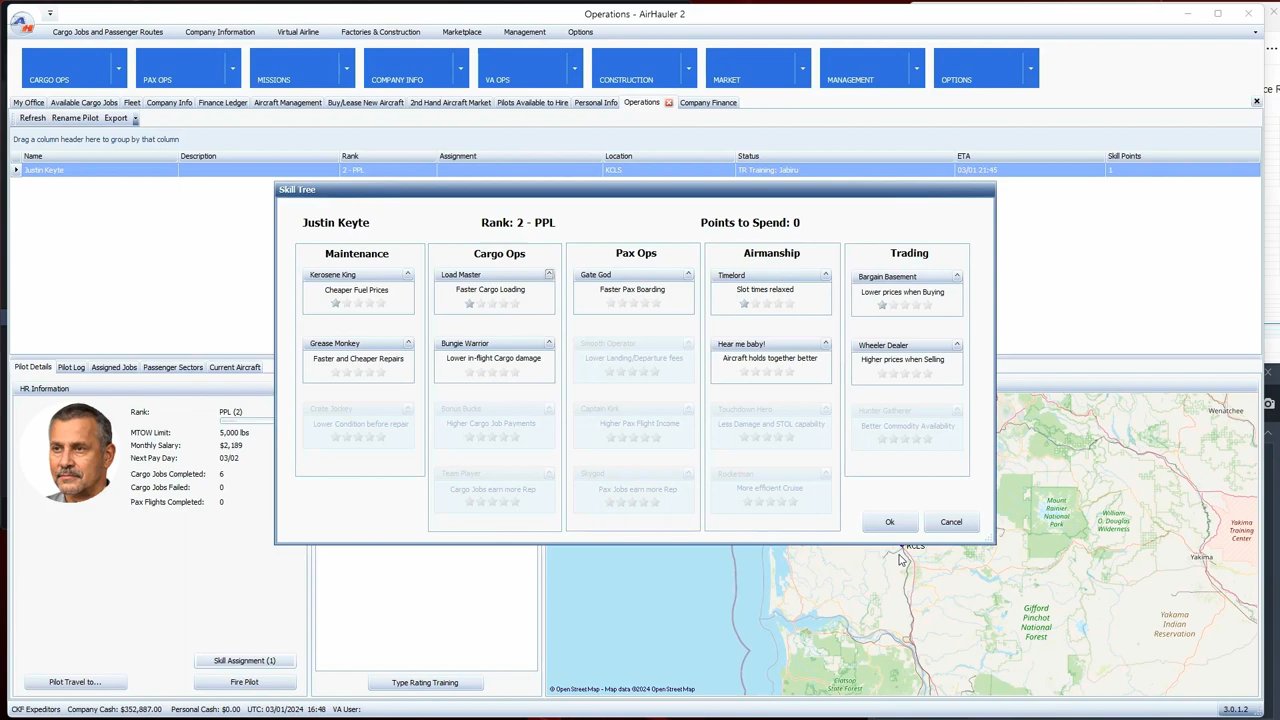 Operations - AirHauler 2
Cargo Jobs and Passenger Routes Company Information Virtual Airline Factories & Construction Marketplace Management Options
CARGO OPS PAX OPS MISSIONS COMPANY INFO VA OPS CONSTRUCTION MARKET MANAGEMENT OPTIONS
My Office Available Cargo Jobs Fleet Company Info Finance Ledger Aircraft Management Buy/Lease New Aircraft 2nd Hand Aircraft Market Pilots Available to Hire Personal Info Operations Company Finance
Refresh Rename Pilot Export
Drag a column header here to group by that column
Name Description Rank Assignment Location Status ETA Skill Points
Justin Keyte 2 - PPL KCLS TR Training: Jabiru 03/01 21:45 1
Skill Tree
Justin Keyte Rank: 2 - PPL Points to Spend: 0
Maintenance Cargo Ops Pax Ops Airmanship Trading
Kerosene King Load Master Gate God Timelord Bargain Basement
Cheaper Fuel Prices Faster Cargo Loading Faster Pax Boarding Slot times relaxed Lower prices when Buying
Grease Monkey Bungie Warrior Smooth Operator Hear me baby! Wheeler Dealer
Faster and Cheaper Repairs Lower in-flight Cargo damage Lower Landing/Departure fees Aircraft holds together better Higher prices when Selling
Crate Jockey Bonus Bucks Captain Kirk Touchdown Hero Hunter Gatherer
Lower Condition before repair Higher Cargo Job Payments Higher Pax Flight Income Less Damage and STOL capability Better Commodity Availability
Team Player Skygod Rocketman
Cargo Jobs earn more Rep Pax Jobs earn more Rep More efficient Cruise
Ok Cancel
Pilot Details Pilot Log Assigned Jobs Passenger Sectors Current Aircraft
HR Information
Rank: PPL (2)
MTOW Limit: 5,000 lbs
Monthly Salary: $2,189
Next Pay Day: 03/02
Cargo Jobs Completed: 6
Cargo Jobs Failed: 0
Pax Flights Completed: 0
Skill Assignment (1)
Pilot Travel to... Fire Pilot Type Rating Training
KCLS
Wenatchee
Mount Rainier National Park
William O. Douglas Wilderness
Yakima Training Center
Yakima
Gifford Pinchot National Forest
Yakama Indian Reservation
Clatsop State Forest
© OpenStreetMap - Map data ©2024 OpenStreetMap
CKF Expeditors Company Cash: $352,887.00 Personal Cash: $0.00 UTC: 03/01/2024 16:48 VA User: 3.0.1.2